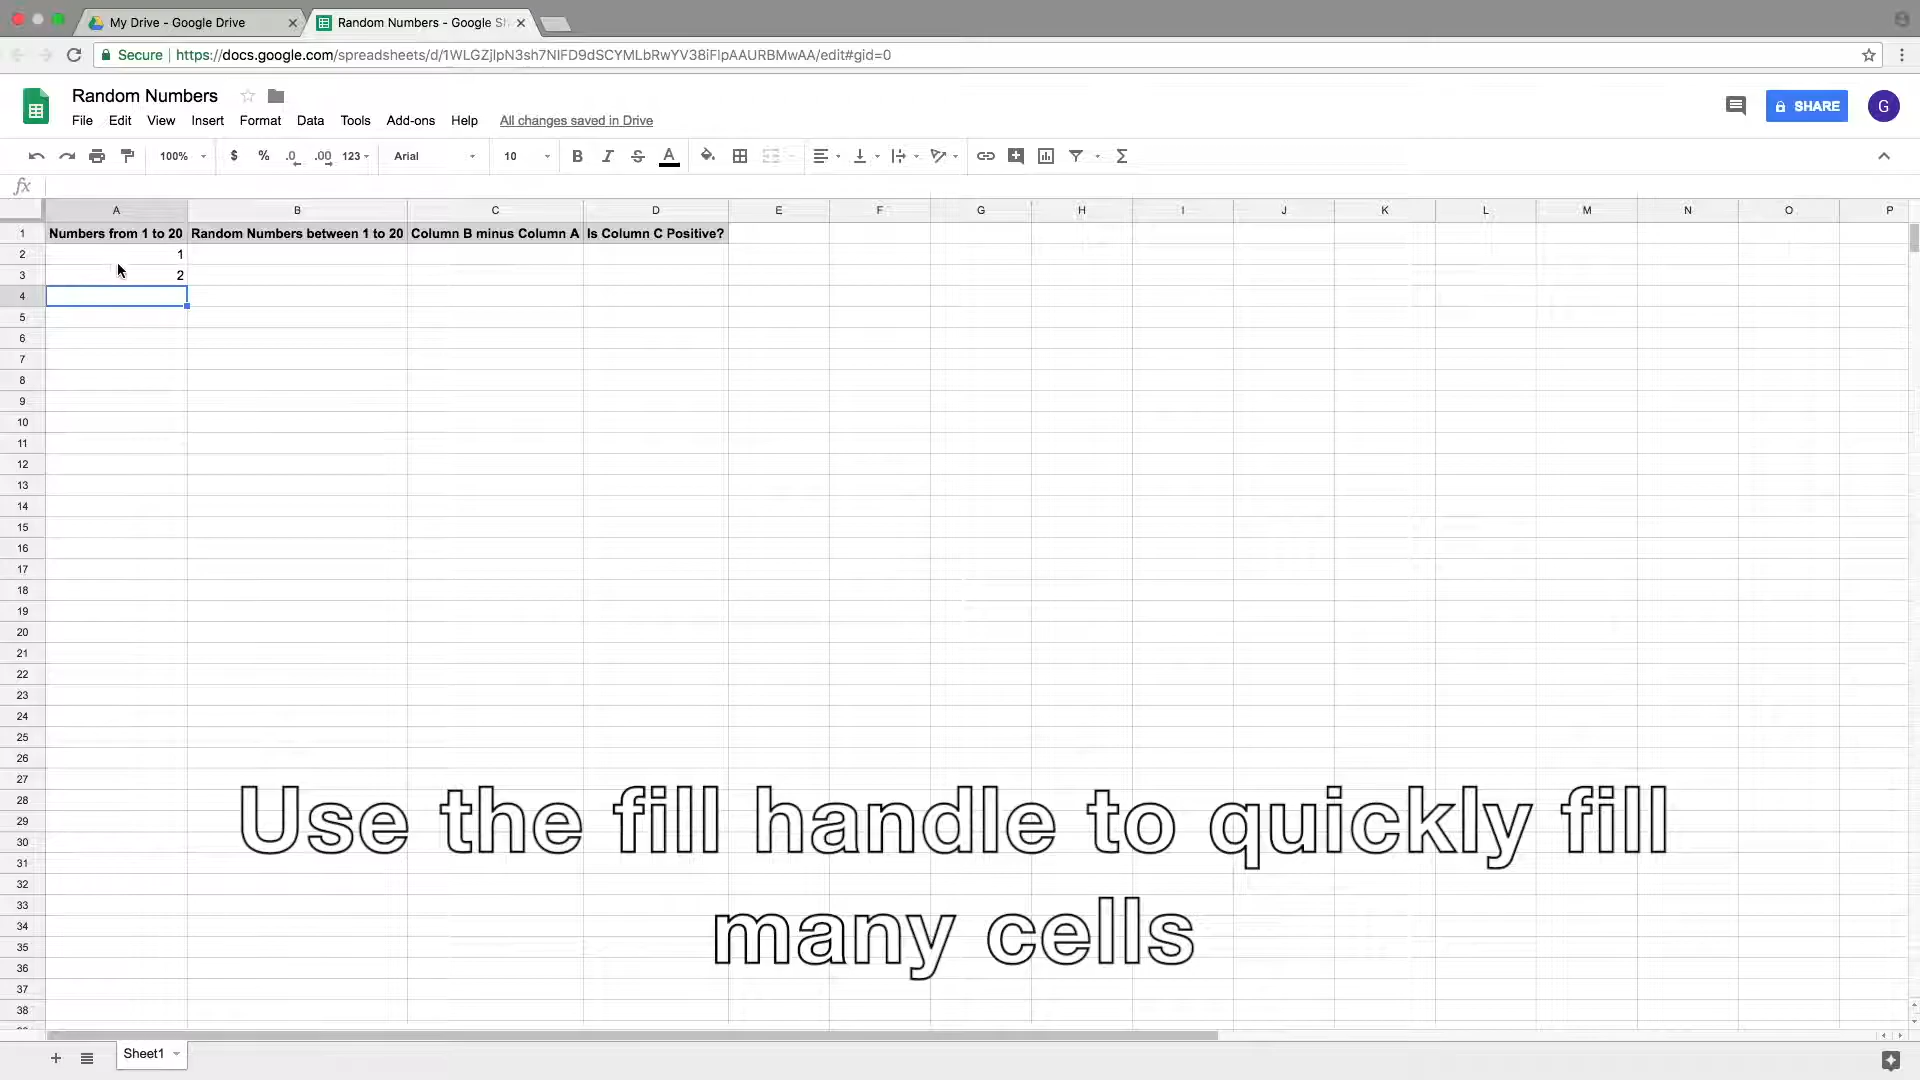 My Drive - Google Drive
Random Numbers - Google S
Secure
https://docs.google.com/spreadsheets/d/1WLGZjlpN3sh7NIFD9dSCYMLbRwYV38iFlpAAURBMwAA/edit#gid=0
Random Numbers
SHARE
G
File Edit View Insert Format Data Tools Add-ons Help All changes saved in Drive
100% $ % .0 .00 123 Arial 10 B I S A Σ
fx
A B C D E F G H I J K L M N O P
1 Numbers from 1 to 20 Random Numbers between 1 to 20 Column B minus Column A Is Column C Positive?
2 1
3 2
4
5
6
7
8
9
10
11
12
13
14
15
16
17
18
19
20
21
22
23
24
25
26
27
28
29
30
31
32
33
34
35
36
37
38
Use the fill handle to quickly fill
many cells
Sheet1